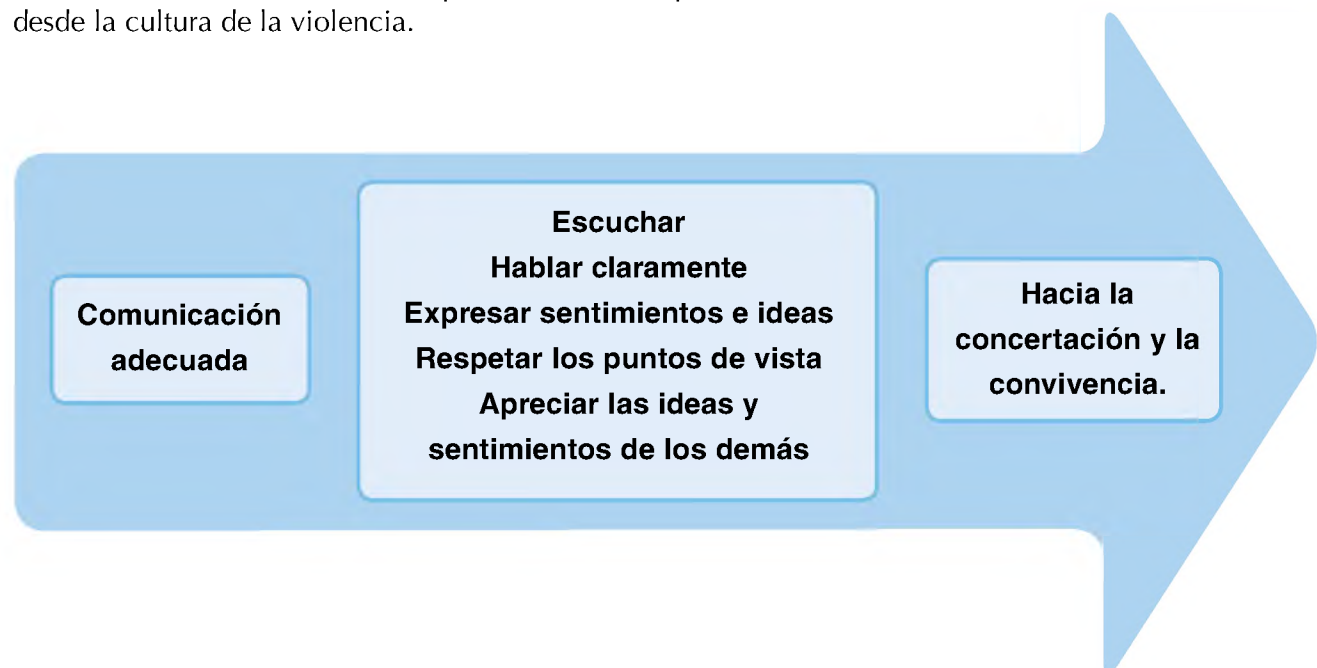 desde la cultura de la violencia.
Comunicación
adecuada
Escuchar
Hablar claramente
Expresar sentimientos e ideas
Respetar los puntos de vista
Apreciar las ideas y
sentimientos de los demás
Hacia la
concertación y la
convivencia.